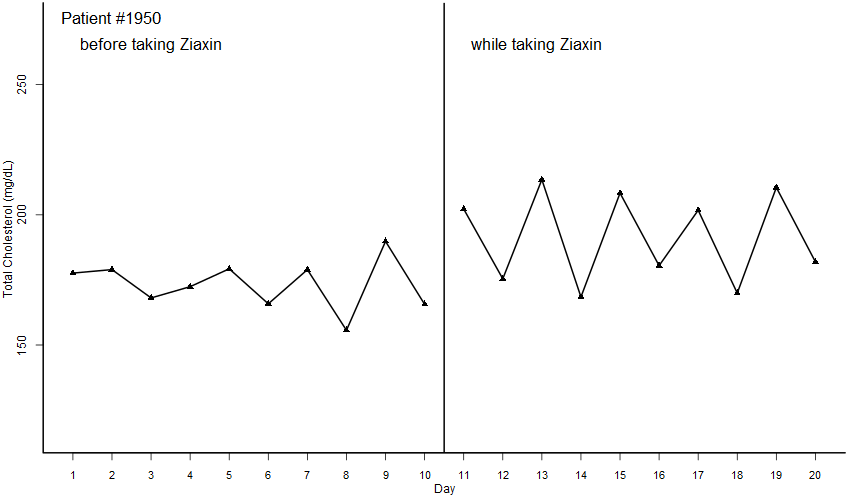 Patient #1950
before taking Ziaxin
while taking Ziaxin
Total Cholesterol (mg/dL)
250
200
150
1 2 3 4 5 6 7 8 9 10 11 12 13 14 15 16 17 18 19 20
Day